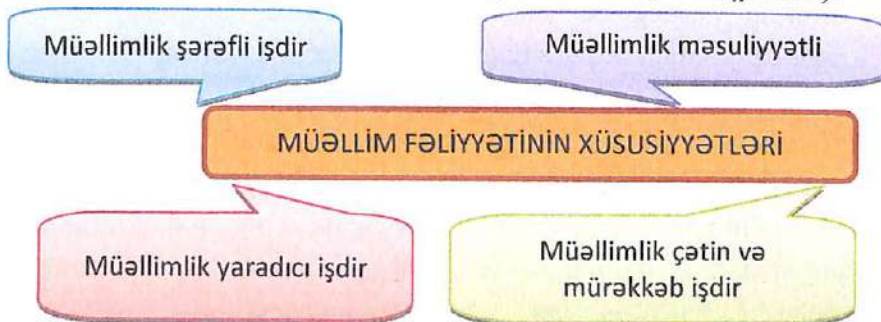 Müəllimlik şərəfli işdir
Müəllimlik məsuliyyətli
MÜƏLLİM FƏLİYYƏTİNİN XÜSUSİYYƏTLƏRİ
Müəllimlik yaradıcı işdir
Müəllimlik çətin və
mürəkkəb işdir